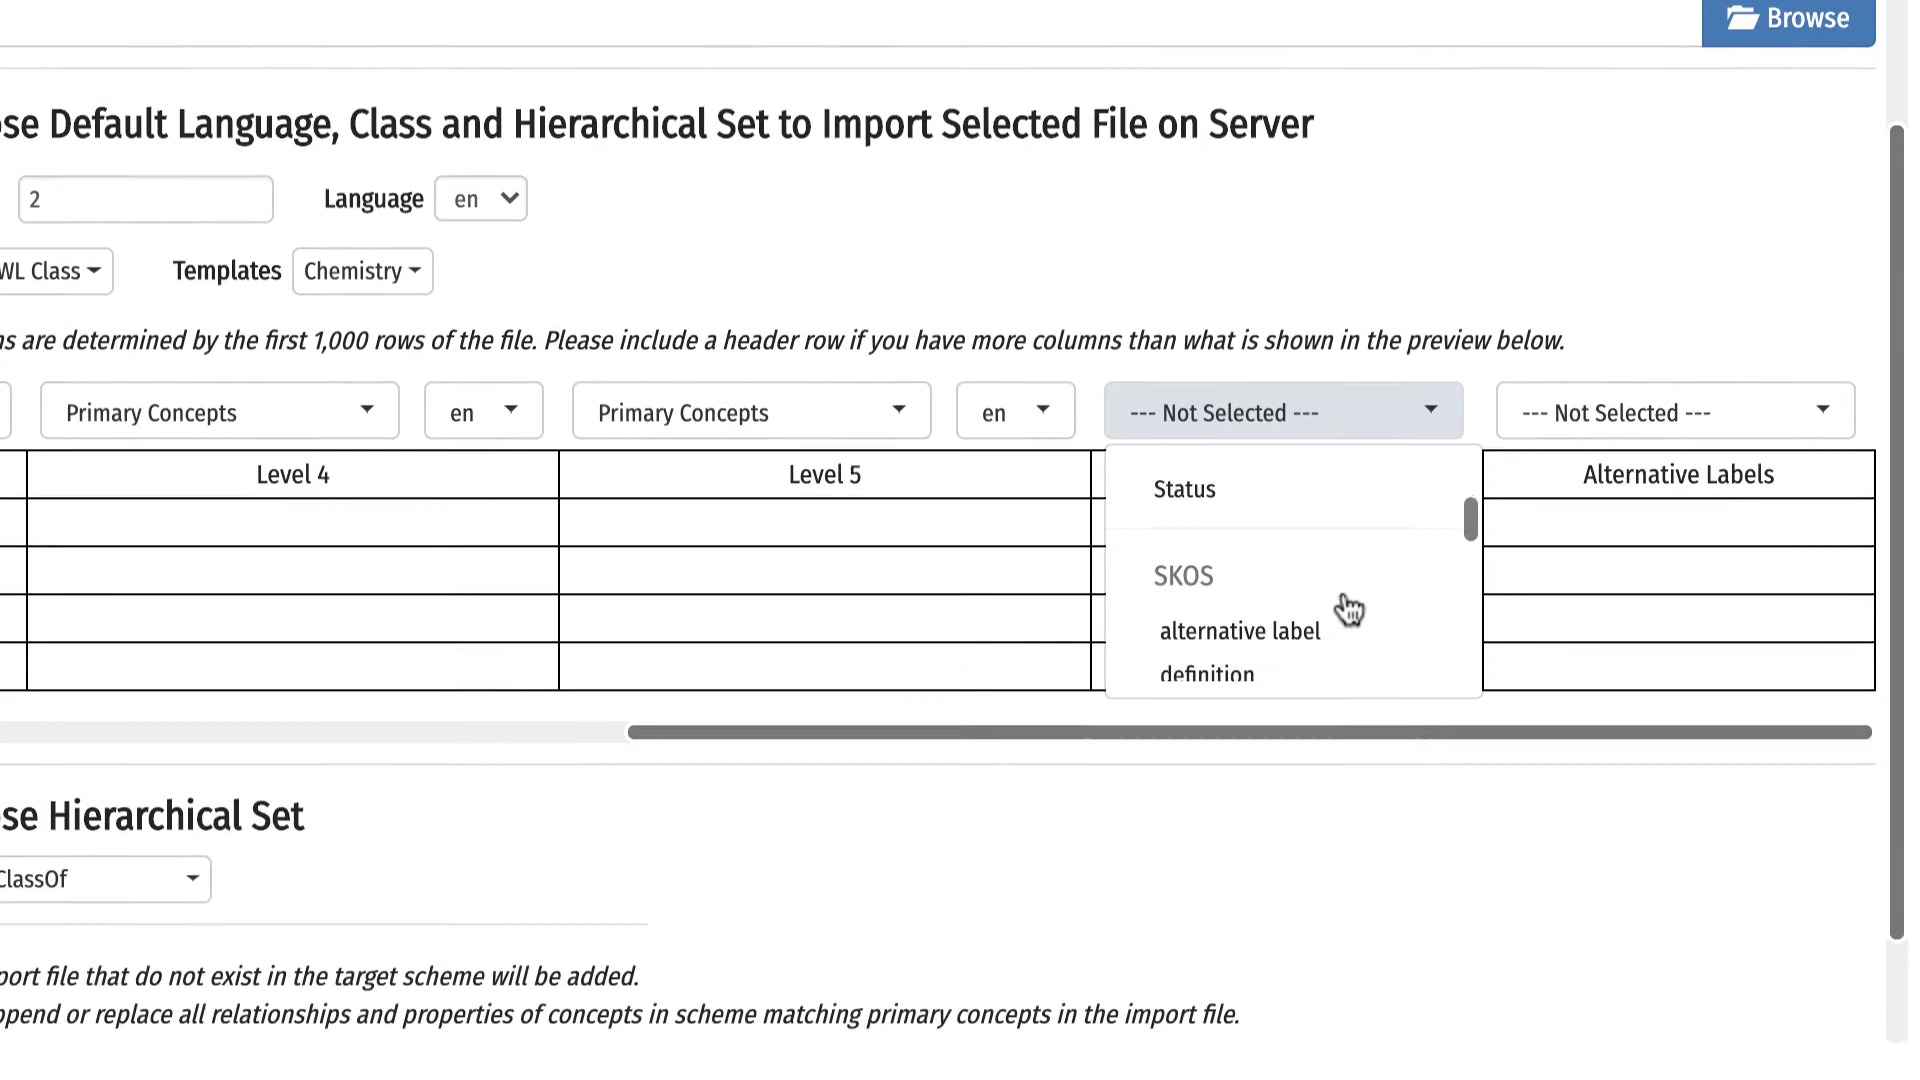 Browse
se Default Language, Class and Hierarchical Set to Import Selected File on Server
2 Language en
WL Class Templates Chemistry
s are determined by the first 1,000 rows of the file. Please include a header row if you have more columns than what is shown in the preview below.
Primary Concepts en Primary Concepts en --- Not Selected --- --- Not Selected ---
Level 4 Level 5 Alternative Labels
Status
SKOS
alternative label
definition
se Hierarchical Set
ClassOf
port file that do not exist in the target scheme will be added.
ppend or replace all relationships and properties of concepts in scheme matching primary concepts in the import file.